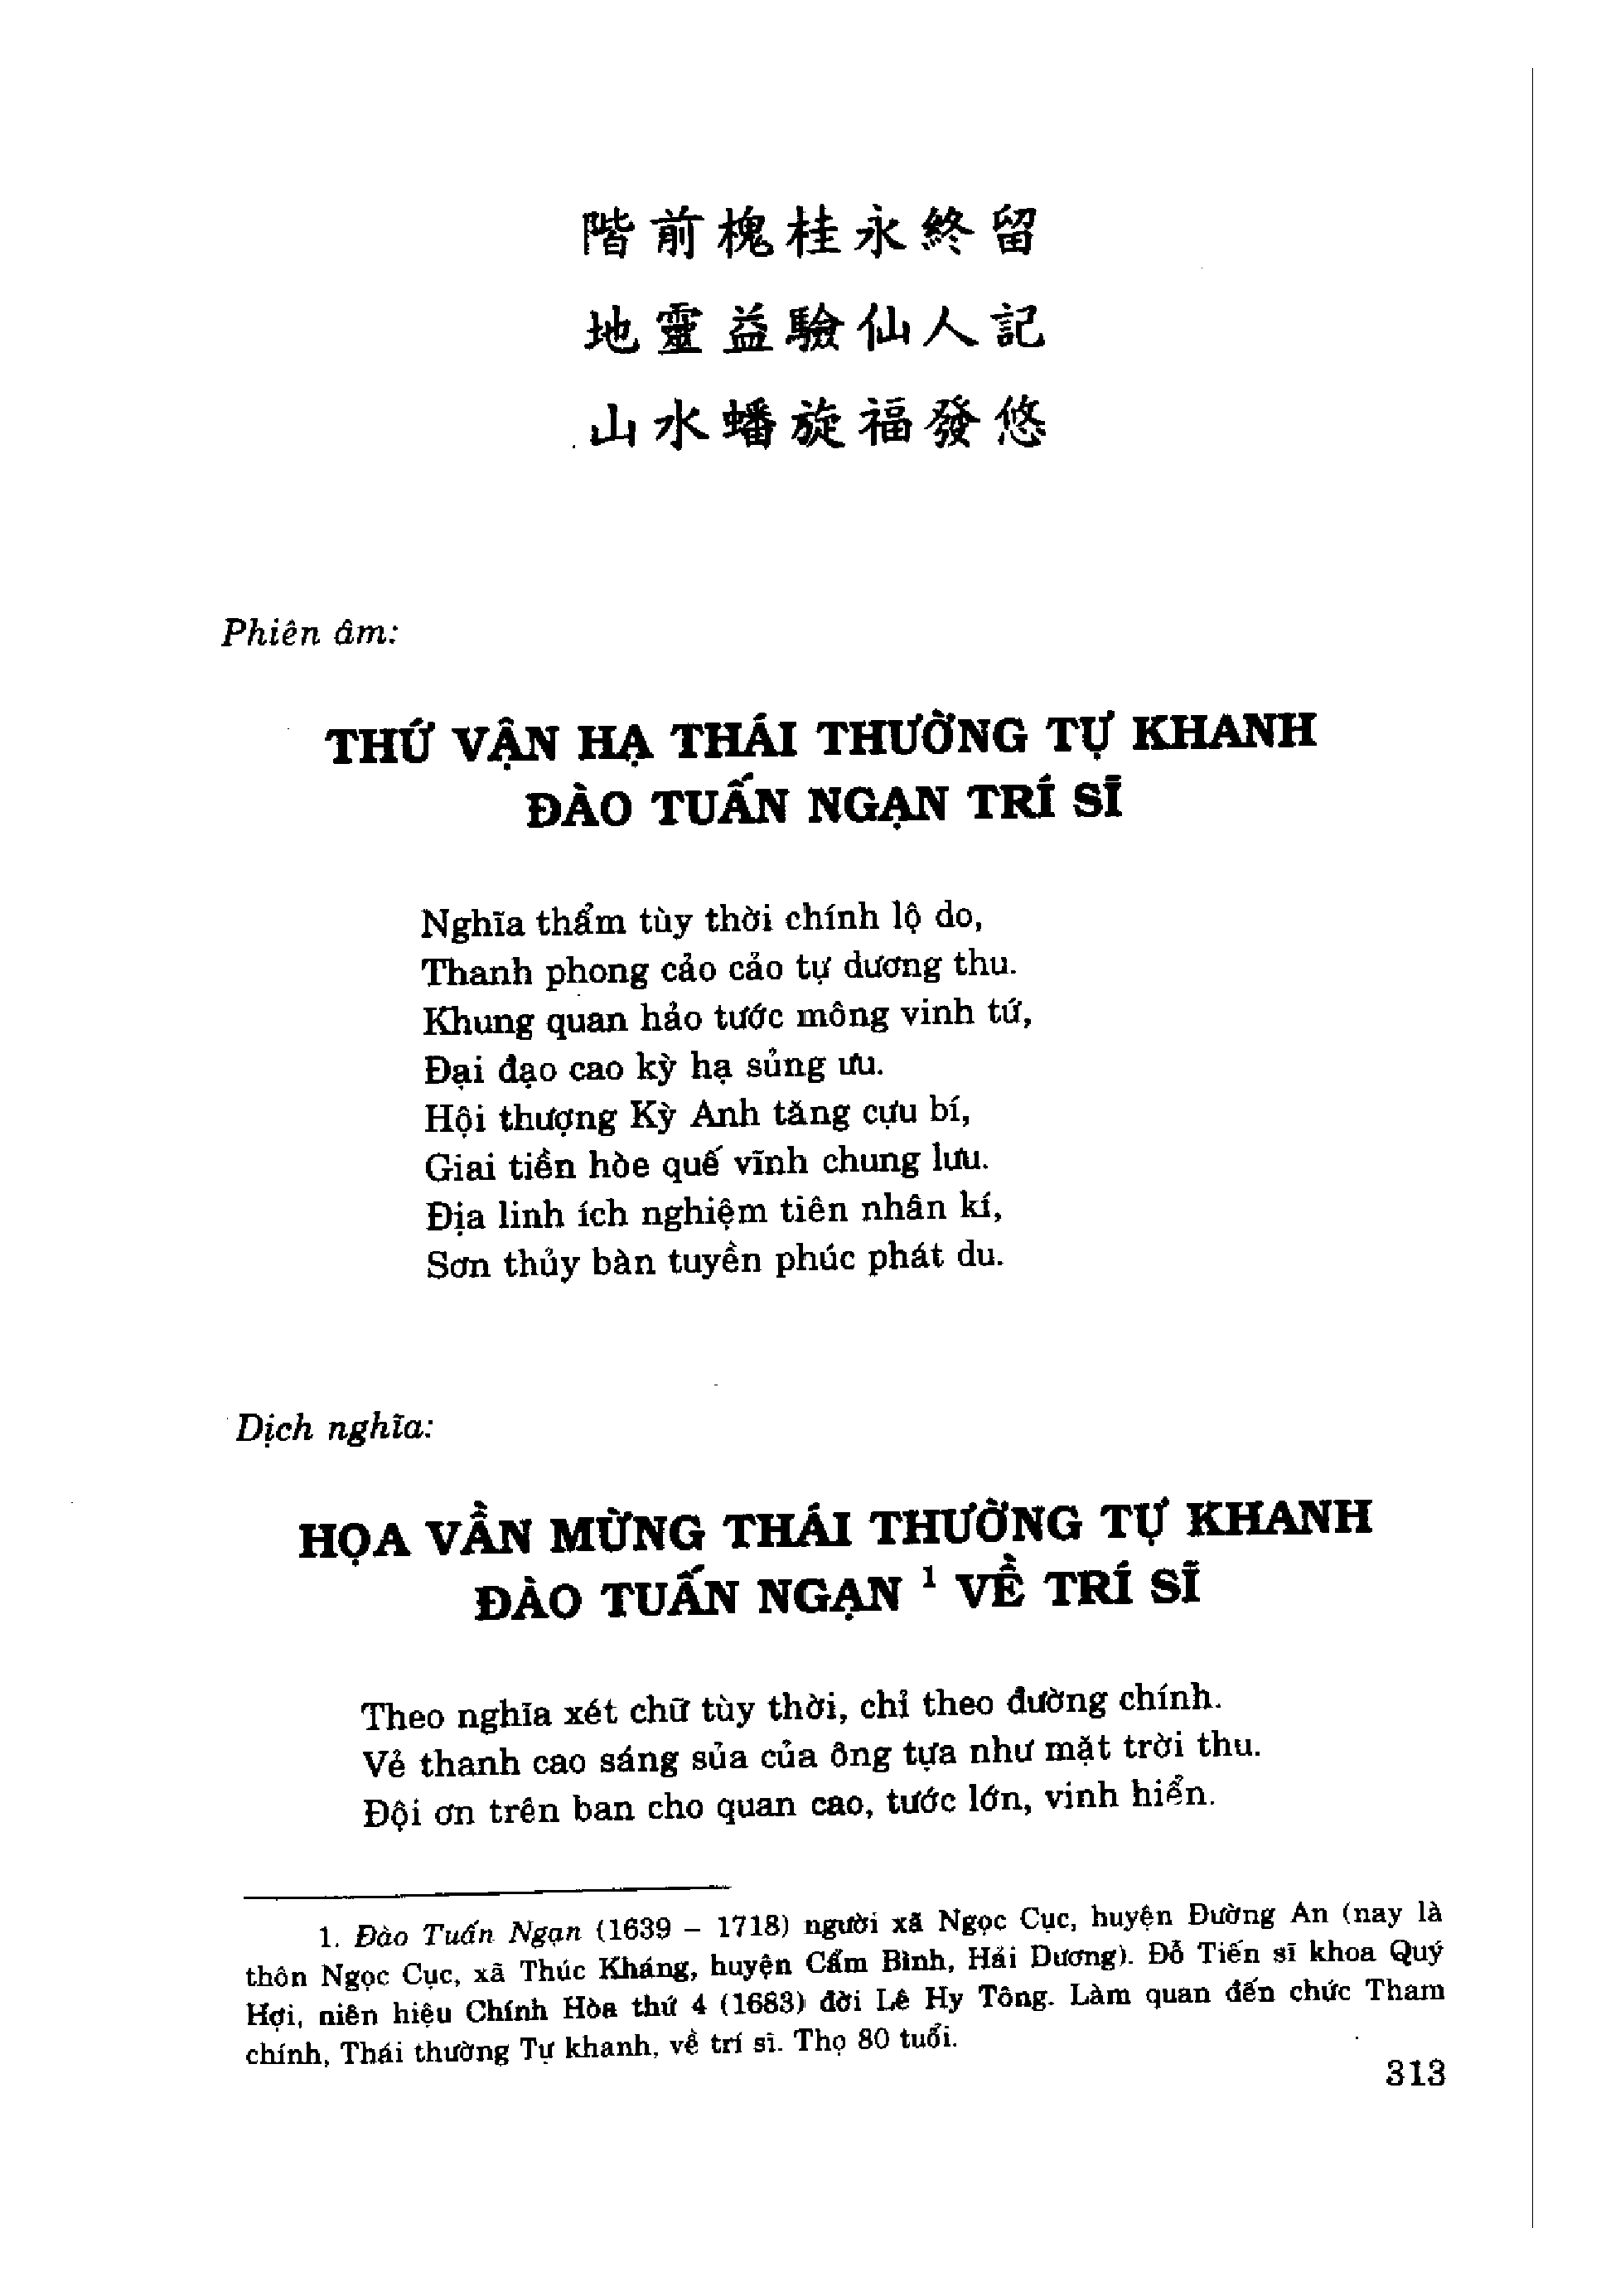 階前槐桂永終留
地靈益驗仙人記
山水蟠旋福發悠
Phiên âm:
THỨ VẬN HẠ THÁI THƯỜNG TỰ KHANH
ĐÀO TUẤN NGẠN TRÍ SĨ
Nghĩa thẩm tùy thời chính lộ do,
Thanh phong cảo cảo tự dương thu.
Khung quan hảo tước mông vinh tứ,
Đại đạo cao kỳ hạ sủng ưu.
Hội thượng Kỳ Anh tăng cựu bí,
Giai tiền hòe quế vĩnh chung lưu.
Địa linh ích nghiệm tiên nhân kí,
Sơn thủy bàn tuyền phúc phát du.
Dịch nghĩa:
HỌA VẦN MỪNG THÁI THƯỜNG TỰ KHANH
ĐÀO TUẤN NGẠN 1 VỀ TRÍ SĨ
Theo nghĩa xét chữ tùy thời, chỉ theo đường chính.
Vẻ thanh cao sáng sủa của ông tựa như mặt trời thu.
Đội ơn trên ban cho quan cao, tước lớn, vinh hiển.
1. Đào Tuấn Ngạn (1639 – 1718) người xã Ngọc Cục, huyện Đường An (nay là
thôn Ngọc Cục, xã Thúc Kháng, huyện Cẩm Bình, Hải Dương). Đỗ Tiến sĩ khoa Quý
Hợi, niên hiệu Chính Hòa thứ 4 (1683) đời Lê Hy Tông. Làm quan đến chức Tham
chính, Thái thường Tự khanh, về trí sĩ. Thọ 80 tuổi.
313